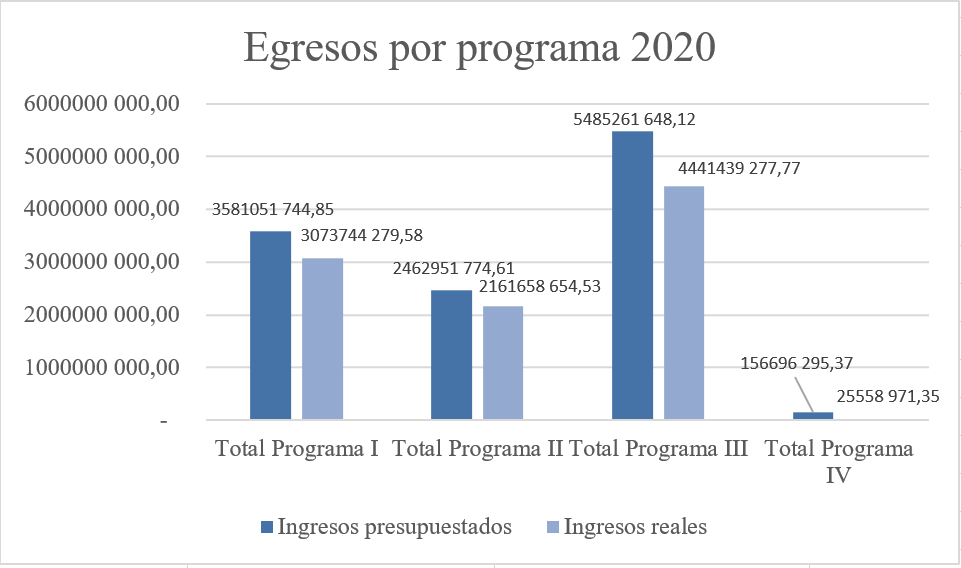 Egresos por programa 2020
6000000 000,00
5000000 000,00
4000000 000,00
3000000 000,00
2000000 000,00
1000000 000,00
-
3581051 744,85
3073744 279,58
2462951 774,61
2161658 654,53
5485261 648,12
4441439 277,77
156696 295,37
25558 971,35
Total Programa I
Total Programa II
Total Programa III
Total Programa
IV
Ingresos presupuestados
Ingresos reales